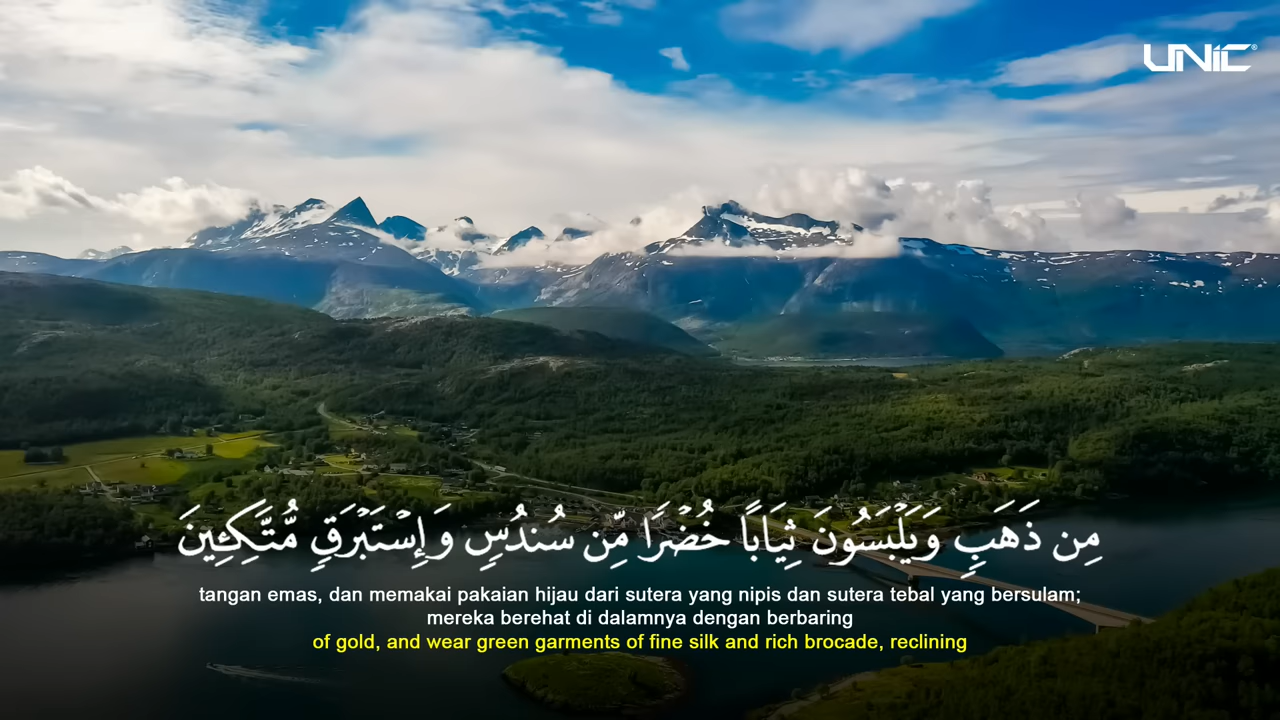 UNIC®
مِن ذَهَبٍ وَيَلْبَسُونَ ثِيَابًا خُضْرًا مِّن سُندُسٍ وَإِسْتَبْرَقٍ مُّتَّكِئِينَ
tangan emas, dan memakai pakaian hijau dari sutera yang nipis dan sutera tebal yang bersulam;
mereka berehat di dalamnya dengan berbaring
of gold, and wear green garments of fine silk and rich brocade, reclining